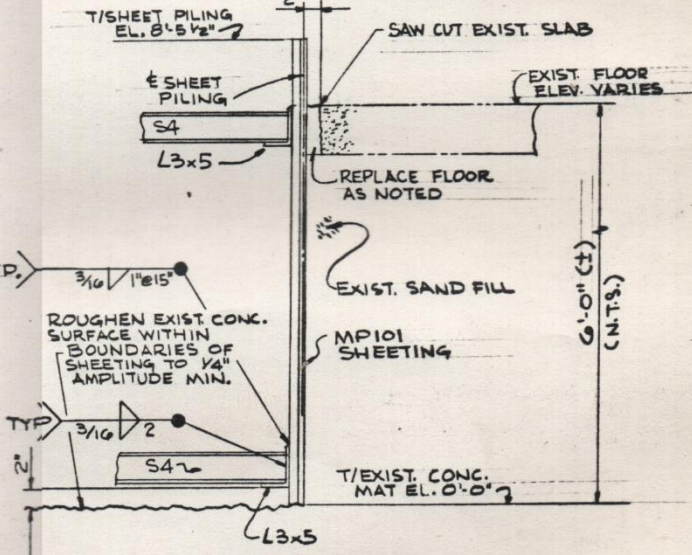 T/SHEET PILING
EL. 8'-5 1/2"
SAW CUT EXIST. SLAB
EXIST. FLOOR
ELEV. VARIES
℄ SHEET
PILING
S4
L3x5
REPLACE FLOOR
AS NOTED
6'-0" (±)
(N.T.S.)
3/16 1"@15"
EXIST. SAND FILL
ROUGHEN EXIST. CONC.
SURFACE WITHIN
BOUNDARIES OF
SHEETING TO 1/4"
AMPLITUDE MIN.
MP101
SHEETING
TYP
3/16 2
S4
2"
T/EXIST. CONC.
MAT EL. 0'-0"
L3x5